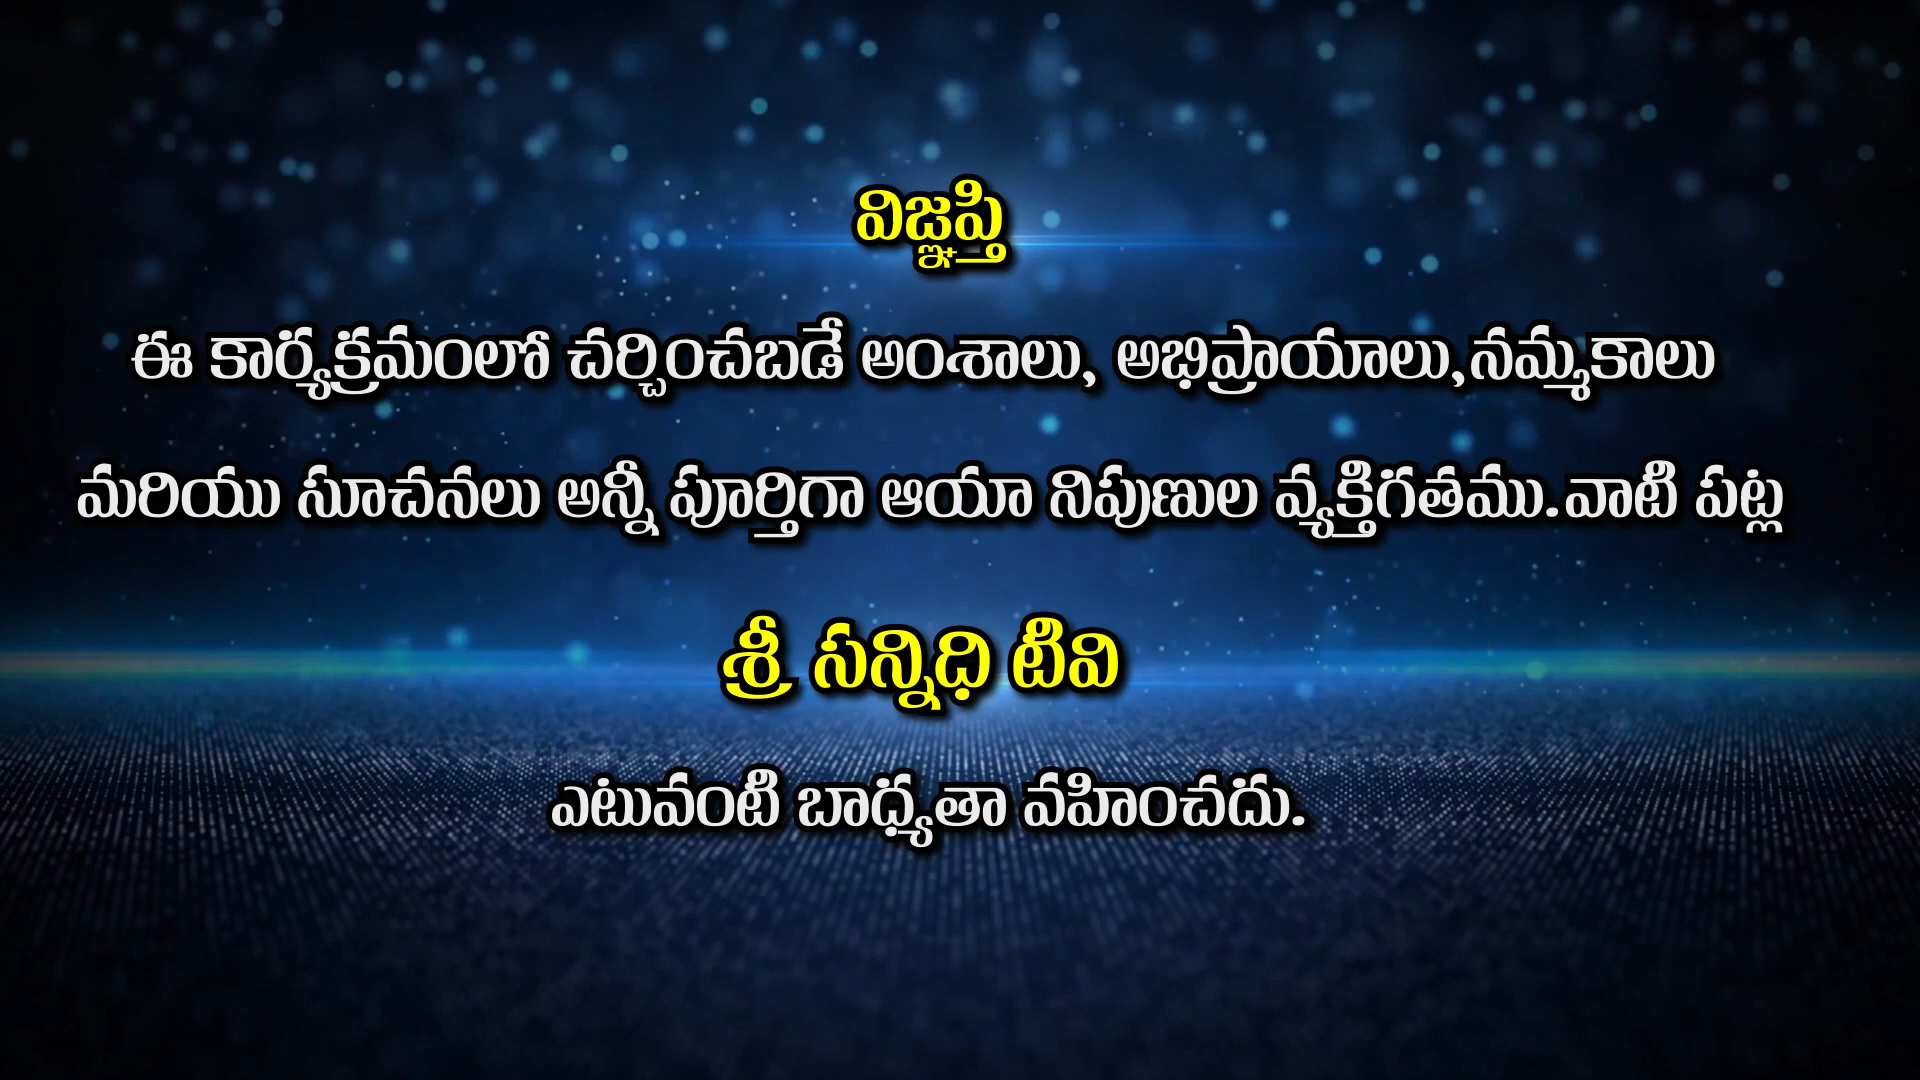 విజ్ఞప్తి
ఈ కార్యక్రమంలో చర్చించబడే అంశాలు, అభిప్రాయాలు,నమ్మకాలు
మరియు సూచనలు అన్నీ పూర్తిగా ఆయా నిపుణుల వ్యక్తిగతము.వాటి పట్ల
శ్రీ సన్నిధి టివి
ఎటువంటి బాధ్యతా వహించదు.